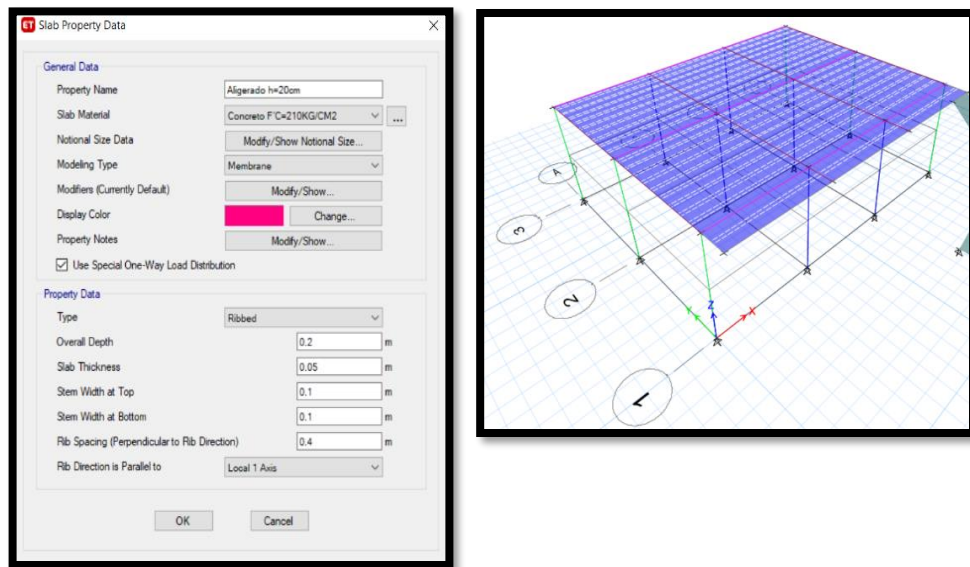 ET Slab Property Data
General Data
Property Name Aligerado h=20cm
Slab Material Concreto F'C=210KG/CM2 ...
Notional Size Data Modify/Show Notional Size...
Modeling Type Membrane
Modifiers (Currently Default) Modify/Show...
Display Color Change...
Property Notes Modify/Show...
Use Special One-Way Load Distribution
Property Data
Type Ribbed
Overall Depth 0.2 m
Slab Thickness 0.05 m
Stem Width at Top 0.1 m
Stem Width at Bottom 0.1 m
Rib Spacing (Perpendicular to Rib Direction) 0.4 m
Rib Direction is Parallel to Local 1 Axis
OK Cancel
A
3
2
Y Z X
1